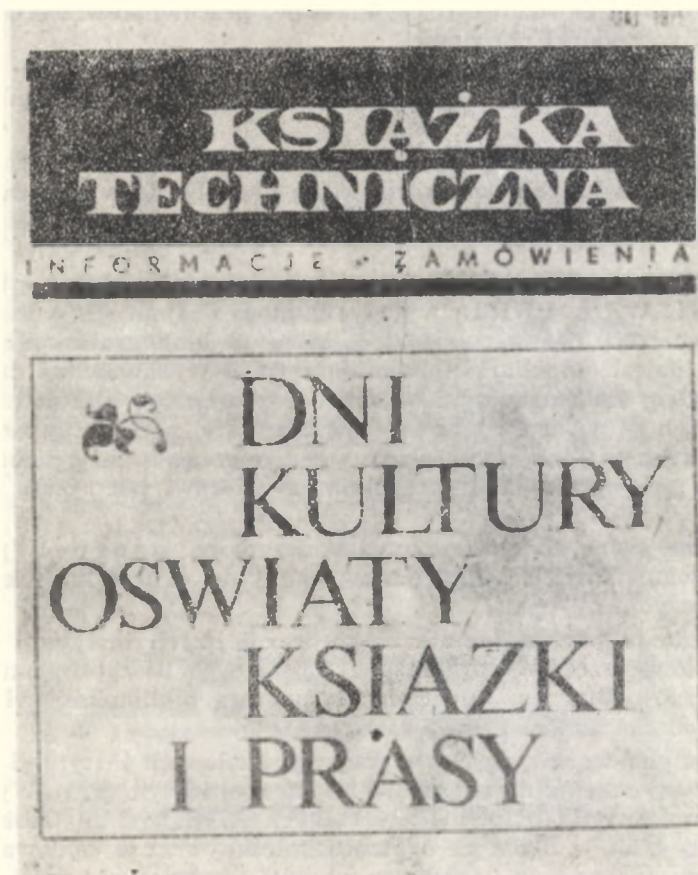 KSIĄŻKA
TECHNICZNA
INFORMACJE • ZAMÓWIENIA
DNI
KULTURY
OSWIATY
KSIAZKI
I PRASY